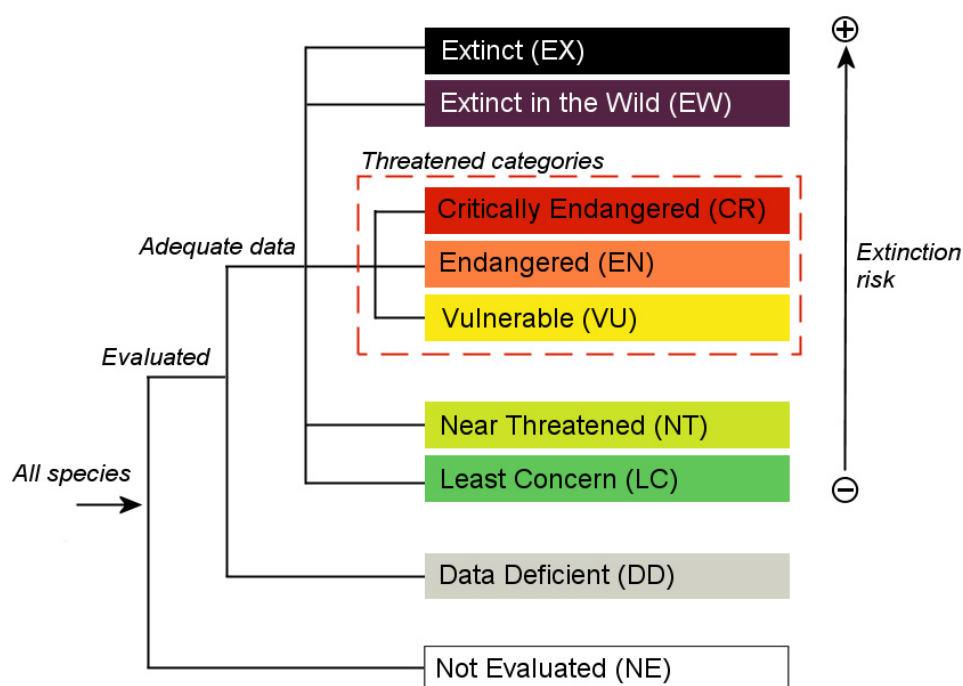 Extinct (EX)
Extinct in the Wild (EW)
Threatened categories
Critically Endangered (CR)
Adequate data
Endangered (EN)
Extinction
risk
Vulnerable (VU)
Evaluated
Near Threatened (NT)
All species
Least Concern (LC)
Data Deficient (DD)
Not Evaluated (NE)